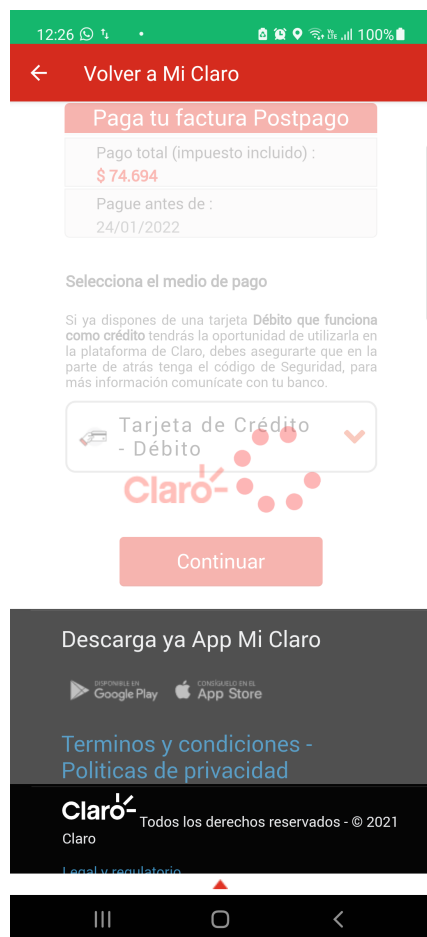 12:26
100%
Volver a Mi Claro
Paga tu factura Postpago
Pago total (impuesto incluido) :
$ 74.694
Pague antes de :
24/01/2022
Selecciona el medio de pago
Si ya dispones de una tarjeta Débito que funciona
como crédito tendrás la oportunidad de utilizarla en
la plataforma de Claro, debes asegurarte que en la
parte de atrás tenga el código de Seguridad, para
más información comunícate con tu banco.
Tarjeta de Crédito
- Débito
Claro
Continuar
Descarga ya App Mi Claro
DISPONIBLE EN
Google Play
CONSÍGUELO EN EL
App Store
Terminos y condiciones -
Politicas de privacidad
Claro
Todos los derechos reservados - © 2021
Claro
Legal y regulatorio